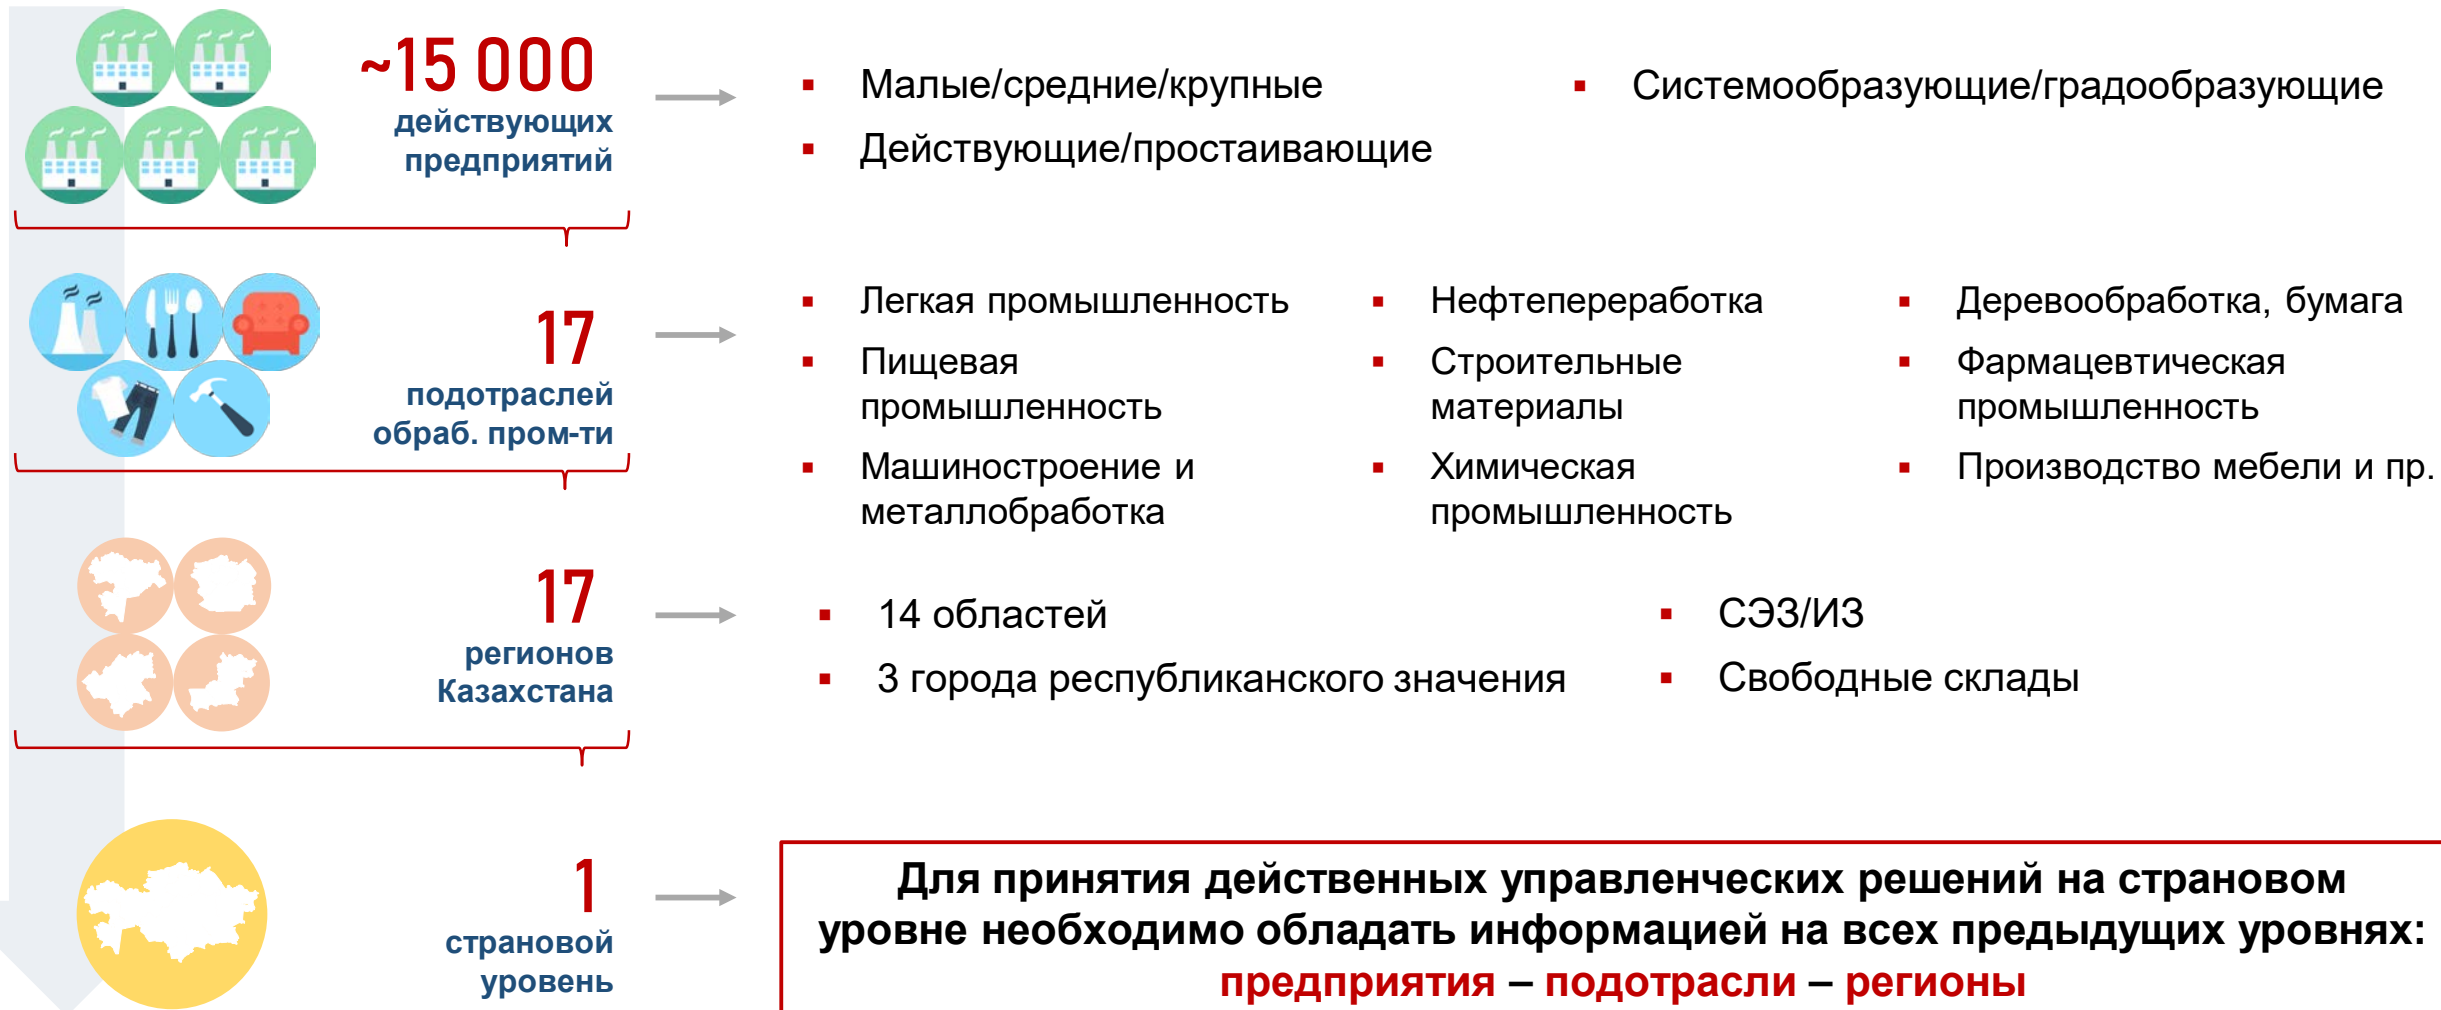 ~15 000
действующих
предприятий
Малые/средние/крупные
Действующие/простаивающие
Системообразующие/градообразующие
17
подотраслей
обраб. пром-ти
Легкая промышленность
Пищевая
промышленность
Машиностроение и
металлобработка
Нефтепереработка
Строительные
материалы
Химическая
промышленность
Деревообработка, бумага
Фармацевтическая
промышленность
Производство мебели и пр.
17
регионов
Казахстана
14 областей
3 города республиканского значения
СЭЗ/ИЗ
Свободные склады
1
страновой
уровень
Для принятия действенных управленческих решений на страновом
уровне необходимо обладать информацией на всех предыдущих уровнях:
предприятия – подотрасли – регионы